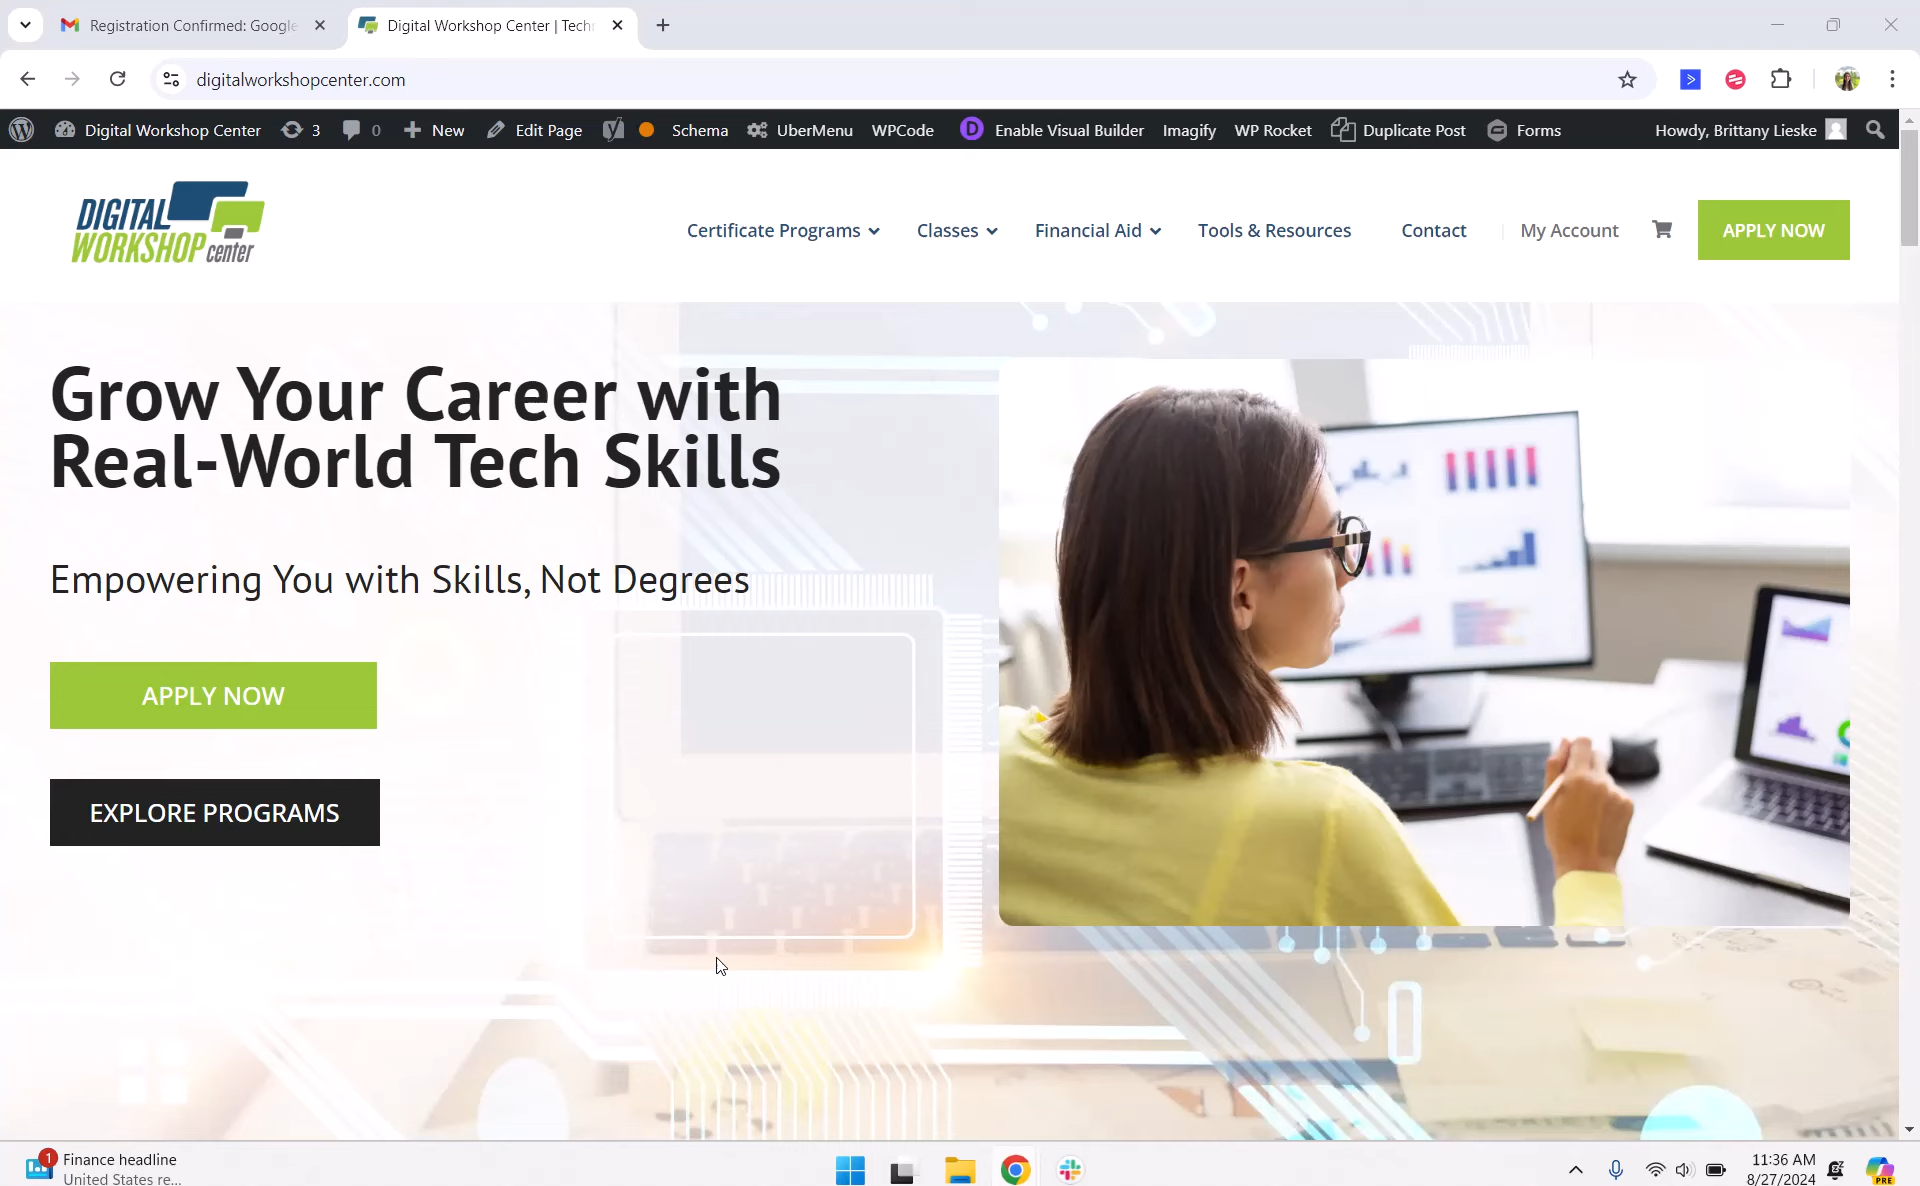 Registration Confirmed: Google
Digital Workshop Center | Tech
digitalworkshopcenter.com
Digital Workshop Center 3 0 New Edit Page Schema UberMenu WPCode D Enable Visual Builder Imagify WP Rocket Duplicate Post Forms Howdy, Brittany Lieske
DIGITAL
WORKSHOP center
Certificate Programs Classes Financial Aid Tools & Resources Contact My Account APPLY NOW
Grow Your Career with
Real-World Tech Skills
Empowering You with Skills, Not Degrees
APPLY NOW
EXPLORE PROGRAMS
1 Finance headline
United States re...
11:36 AM
8/27/2024
PRE